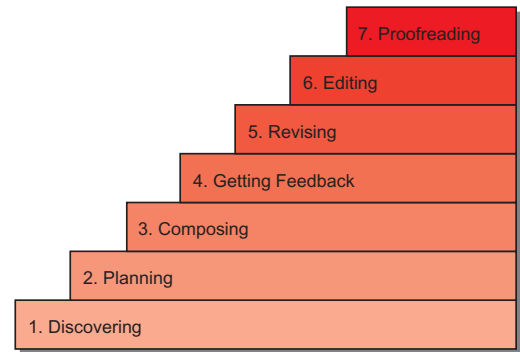 7. Proofreading
6. Editing
5. Revising
4. Getting Feedback
3. Composing
2. Planning
1. Discovering